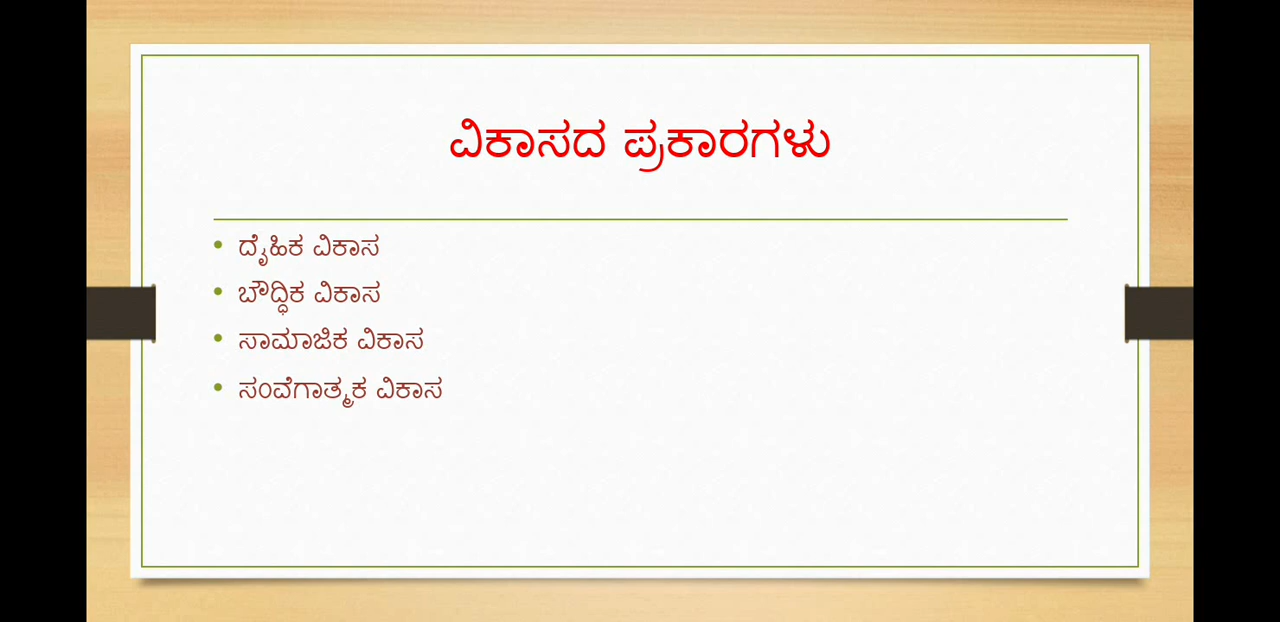 ವಿಕಾಸದ ಪ್ರಕಾರಗಳು
• ದೈಹಿಕ ವಿಕಾಸ
• ಬೌದ್ಧಿಕ ವಿಕಾಸ
• ಸಾಮಾಜಿಕ ವಿಕಾಸ
• ಸಂವೆಗಾತ್ಮಕ ವಿಕಾಸ